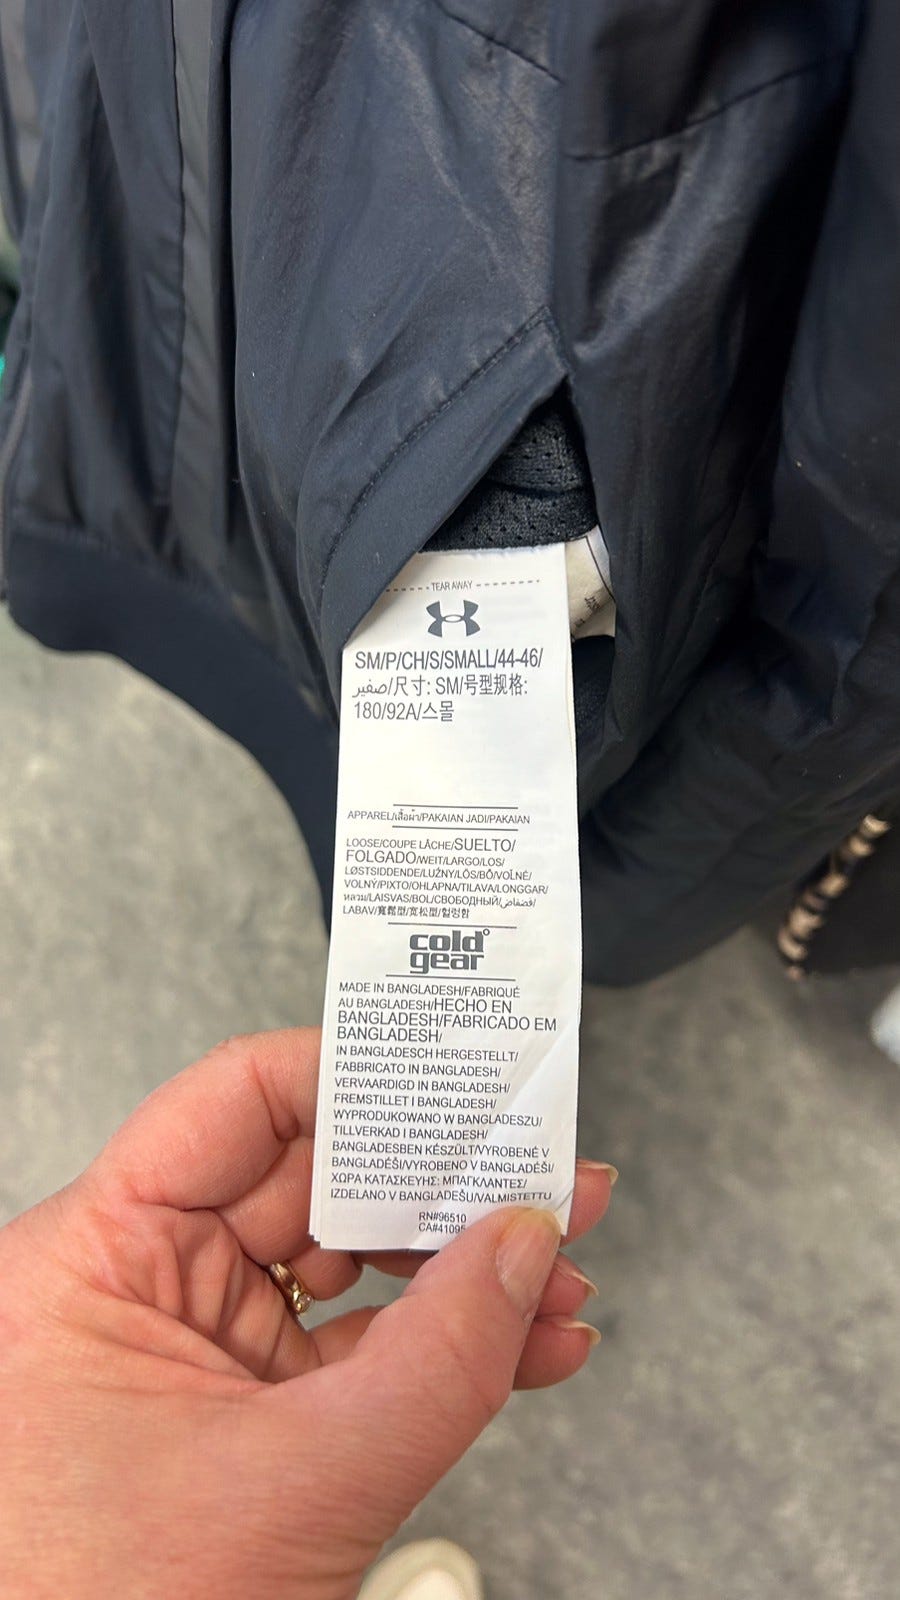 TEAR AWAY
SM/P/CH/S/SMALL/44-46/
صغير/尺寸: SM/号型规格:
180/92A/스몰
APPAREL/เสื้อผ้า/PAKAIAN JADI/PAKAIAN
LOOSE/COUPE LÂCHE/SUELTO/
FOLGADO/WEIT/LARGO/LOS/
LØSTSIDDENDE/LUŹNY/LÖS/BŐ/VOĽNÉ/
VOLNÝ/ΡΙΧΤΟ/OHLAPNA/TILAVA/LONGGAR/
หลวม/LAISVAS/BOL/СВОБОДНЫЙ/فضفاض/
LABAV/寬鬆型/宽松型/헐렁함
cold
gear
MADE IN BANGLADESH/FABRIQUÉ
AU BANGLADESH/HECHO EN
BANGLADESH/FABRICADO EM
BANGLADESH/
IN BANGLADESCH HERGESTELLT/
FABBRICATO IN BANGLADESH/
VERVAARDIGD IN BANGLADESH/
FREMSTILLET I BANGLADESH/
WYPRODUKOWANO W BANGLADESZU/
TILLVERKAD I BANGLADESH/
BANGLADESBEN KÉSZÜLT/VYROBENÉ V
BANGLADÉŠI/VYROBENO V BANGLADÉŠI/
ΧΩΡΑ ΚΑΤΑΣΚΕΥΗΣ: ΜΠΑΓΚΛΑΝΤΕΣ/
IZDELANO V BANGLADEŠU/VALMISTETTU
RN#96510
CA#41095